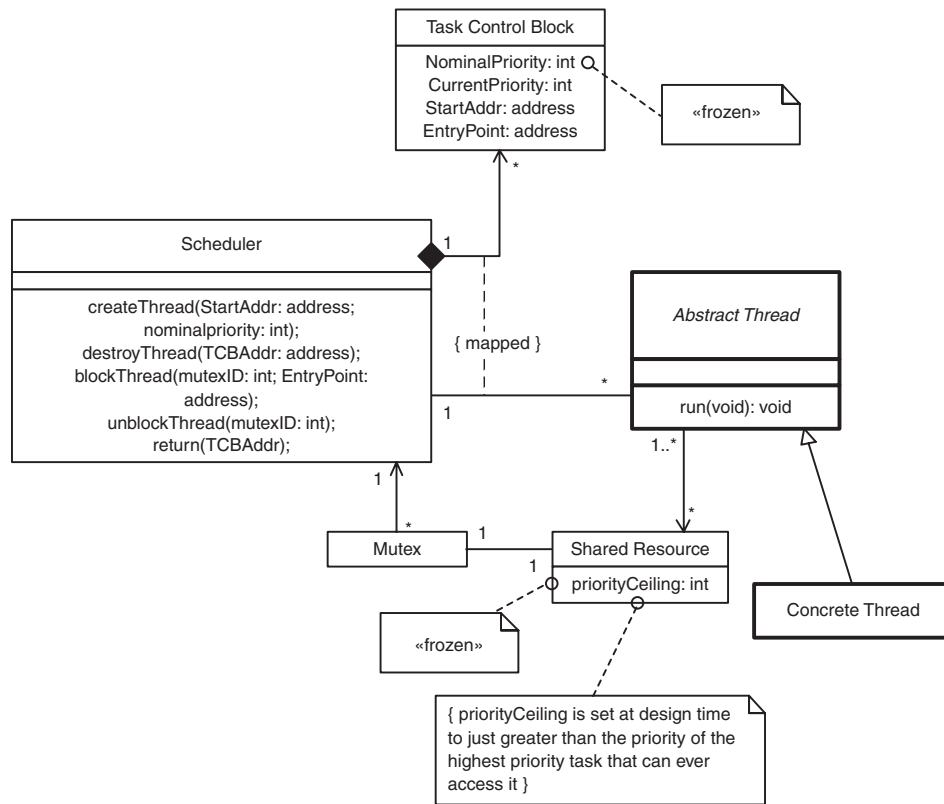 Task Control Block
NominalPriority: int
CurrentPriority: int
StartAddr: address
EntryPoint: address
«frozen»
*
Scheduler
1
createThread(StartAddr: address;
nominalpriority: int);
destroyThread(TCBAddr: address);
blockThread(mutexID: int; EntryPoint:
address);
unblockThread(mutexID: int);
return(TCBAddr);
{ mapped }
Abstract Thread
*
1
run(void): void
1..*
1
*
*
Mutex
1
Shared Resource
1
priorityCeiling: int
Concrete Thread
«frozen»
{ priorityCeiling is set at design time
to just greater than the priority of the
highest priority task that can ever
access it }